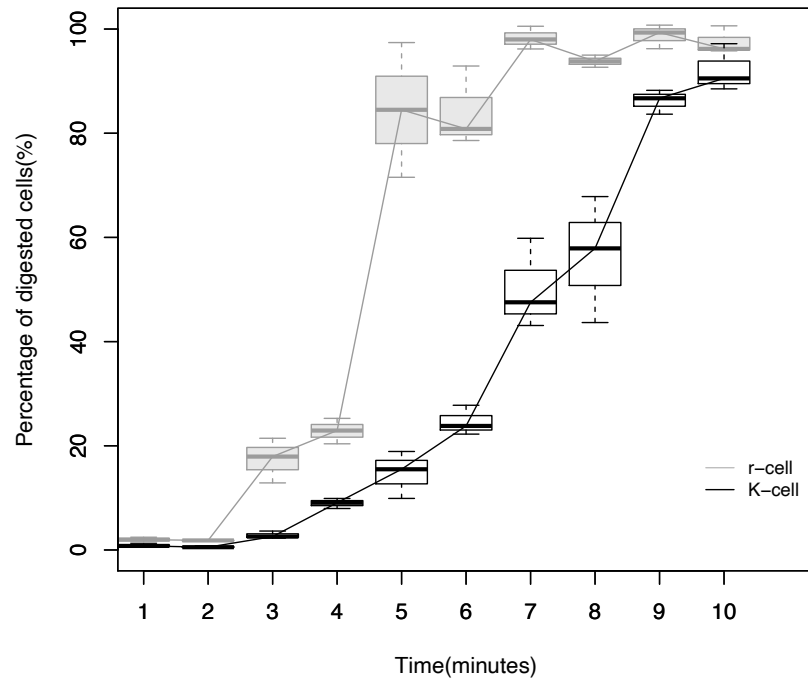 Percentage of digested cells(%)
100
80
60
40
20
0
r−cell
K−cell
1 2 3 4 5 6 7 8 9 10
Time(minutes)